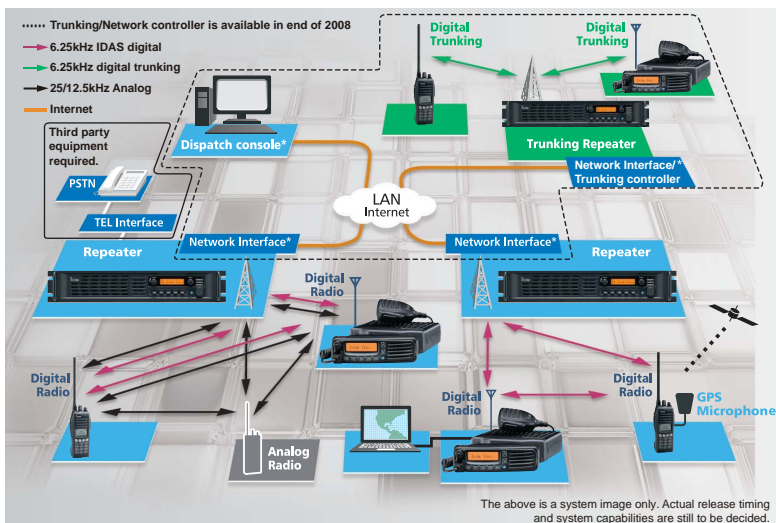 Trunking/Network controller is available in end of 2008
6.25kHz IDAS digital
6.25kHz digital trunking
25/12.5kHz Analog
Internet
Third party
equipment
required.
PSTN
TEL Interface
Dispatch console*
Digital
Trunking
Digital
Trunking
Trunking Repeater
Network Interface/*
Trunking controller
LAN
Internet
Repeater
Network Interface*
Network Interface*
Repeater
Digital
Radio
Digital
Radio
Analog
Radio
Digital
Radio
Digital
Radio
GPS
Microphone
The above is a system image only. Actual release timing
and system capabilities are still to be decided.